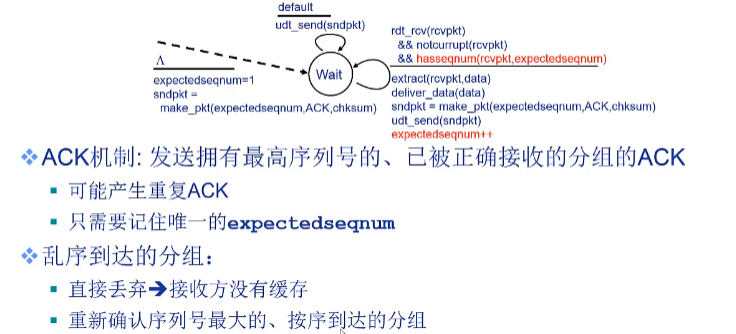 default
udt_send(sndpkt)
Λ
expectedseqnum=1
sndpkt =
make_pkt(expectedseqnum,ACK,chksum)
Wait
rdt_rcv(rcvpkt)
&& notcurrupt(rcvpkt)
&& hasseqnum(rcvpkt,expectedseqnum)
extract(rcvpkt,data)
deliver_data(data)
sndpkt = make_pkt(expectedseqnum,ACK,chksum)
udt_send(sndpkt)
expectedseqnum++
❖ACK机制: 发送拥有最高序列号的、已被正确接收的分组的ACK
▪ 可能产生重复ACK
▪ 只需要记住唯一的expectedseqnum
❖乱序到达的分组:
▪ 直接丢弃➔接收方没有缓存
▪ 重新确认序列号最大的、按序到达的分组